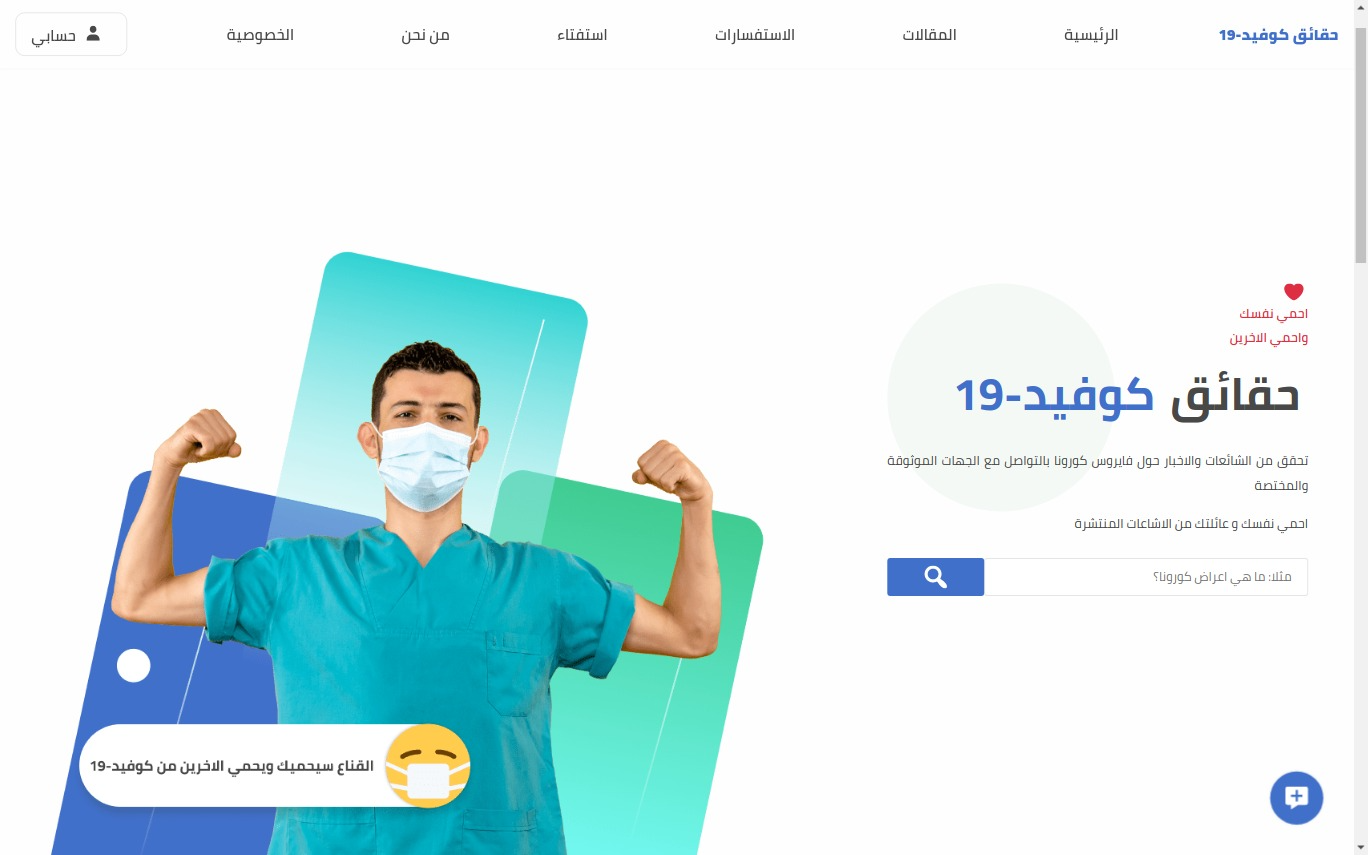 حقائق كوفيد-19
الرئيسية
المقالات
الاستفسارات
استفتاء
من نحن
الخصوصية
حسابي
احمي نفسك
واحمي الاخرين
حقائق كوفيد-19
تحقق من الشائعات والاخبار حول فايروس كورونا بالتواصل مع الجهات الموثوقة
والمختصة
احمي نفسك و عائلتك من الاشاعات المنتشرة
مثلا: ما هي اعراض كورونا؟
القناع سيحميك ويحمي الاخرين من كوفيد-19